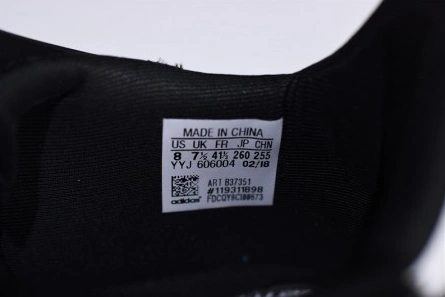 MADE IN CHINA
US UK FR JP CHN
8 7½ 41⅓ 260 255
YYJ 606004 02/18
ART B37351
#119311898
adidas FDCQY8CN00673